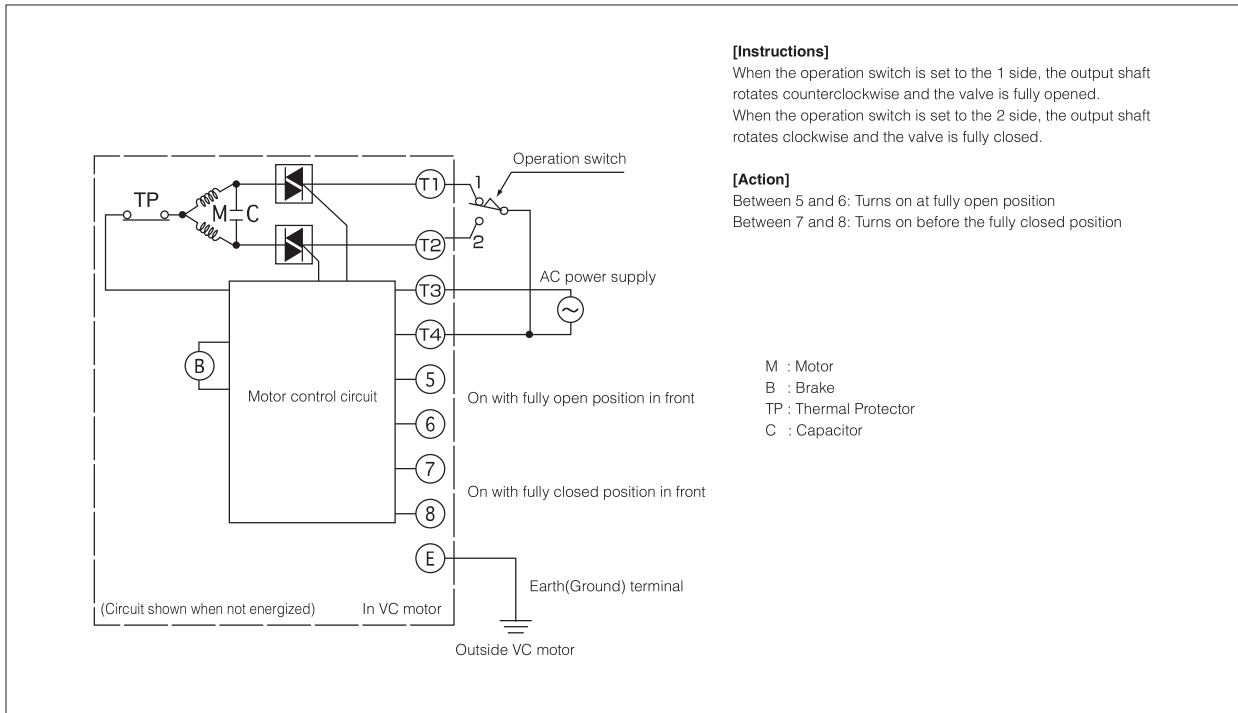 [Instructions]
When the operation switch is set to the 1 side, the output shaft
rotates counterclockwise and the valve is fully opened.
When the operation switch is set to the 2 side, the output shaft
rotates clockwise and the valve is fully closed.
[Action]
Between 5 and 6: Turns on at fully open position
Between 7 and 8: Turns on before the fully closed position
Operation switch
TP
M
C
T1
1
T2
2
T3
AC power supply
T4
B
Motor control circuit
5
On with fully open position in front
6
7
On with fully closed position in front
8
E
Earth(Ground) terminal
(Circuit shown when not energized)
In VC motor
Outside VC motor
M : Motor
B : Brake
TP : Thermal Protector
C : Capacitor